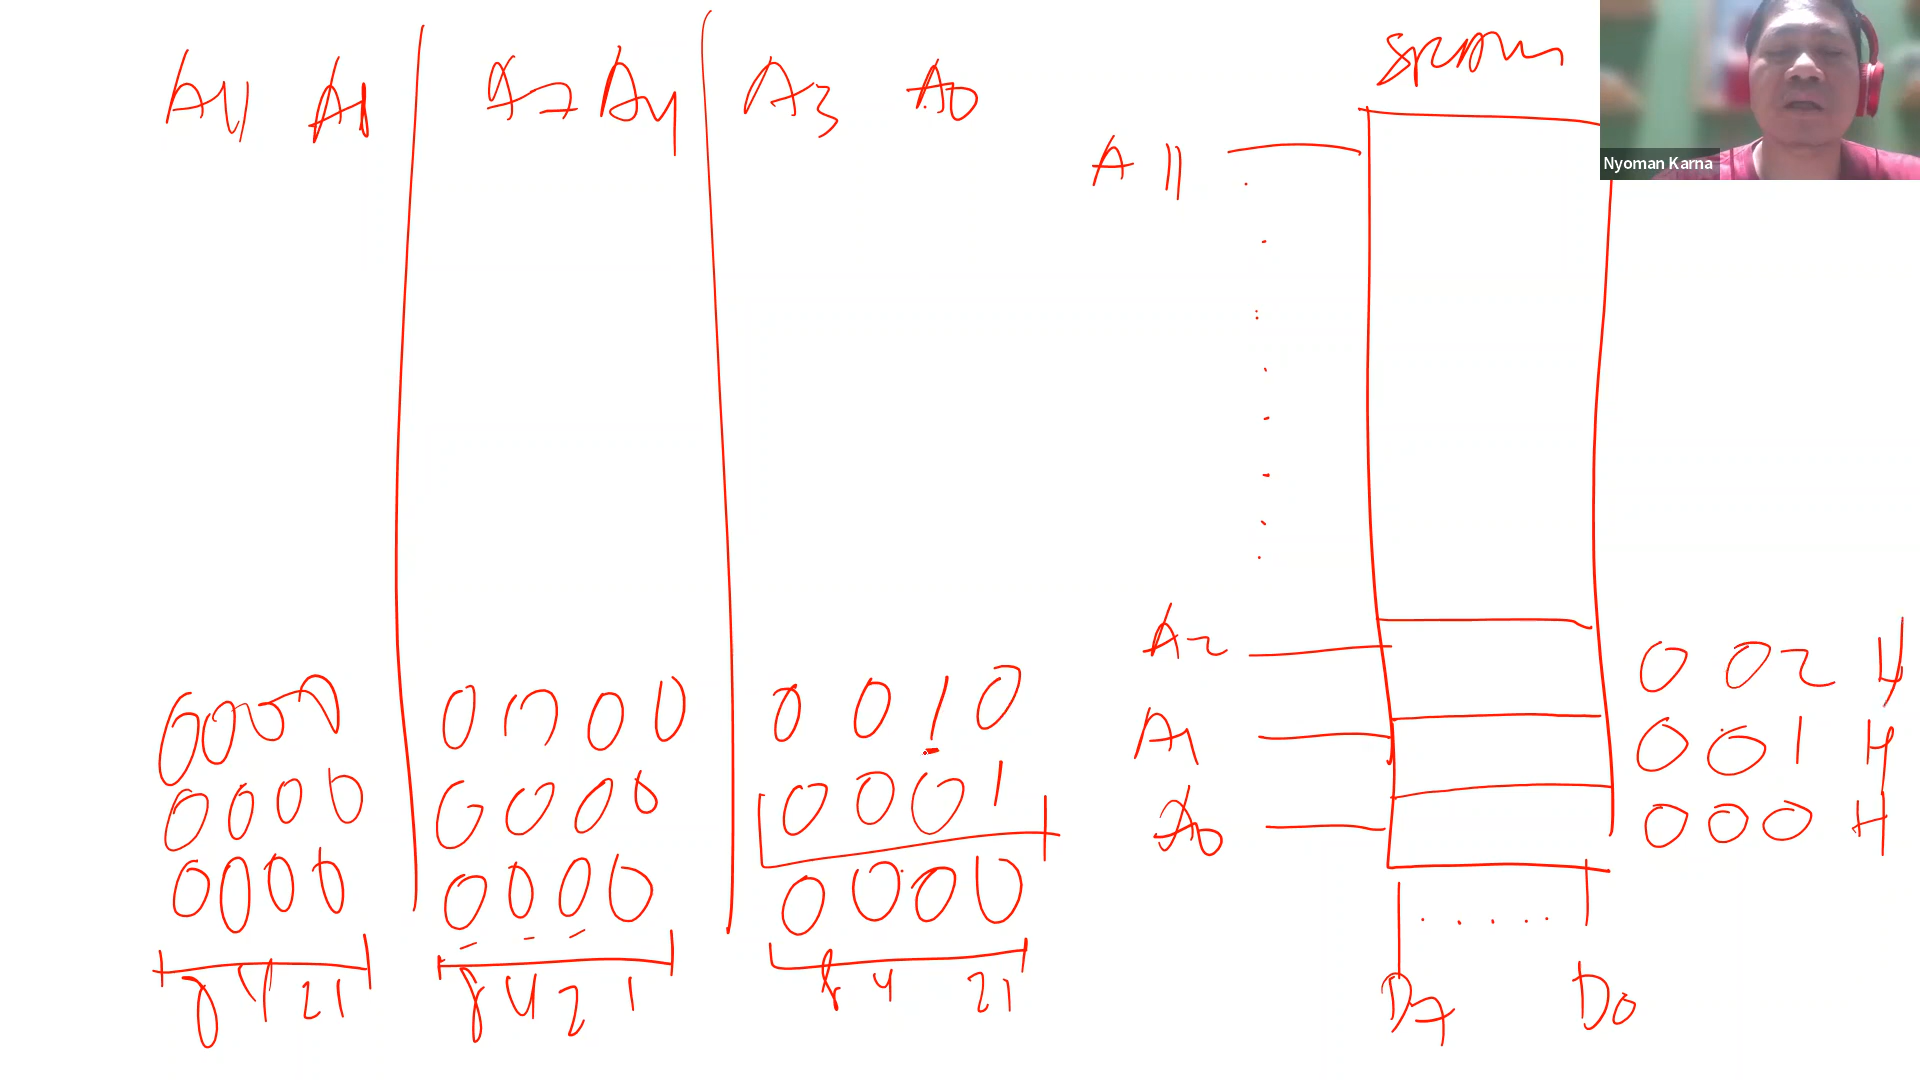 A11 A8 A7 A4 A3 A0
SRAM
Nyoman Karna
A 11
A2 0 0 2 H
0000 0000 0010
A1 0 0 1 H
0000 0000 0001
A0 0 0 0 H
0000 0000 0000
8 4 2 1 8 4 2 1 8 4 2 1
D7 D0